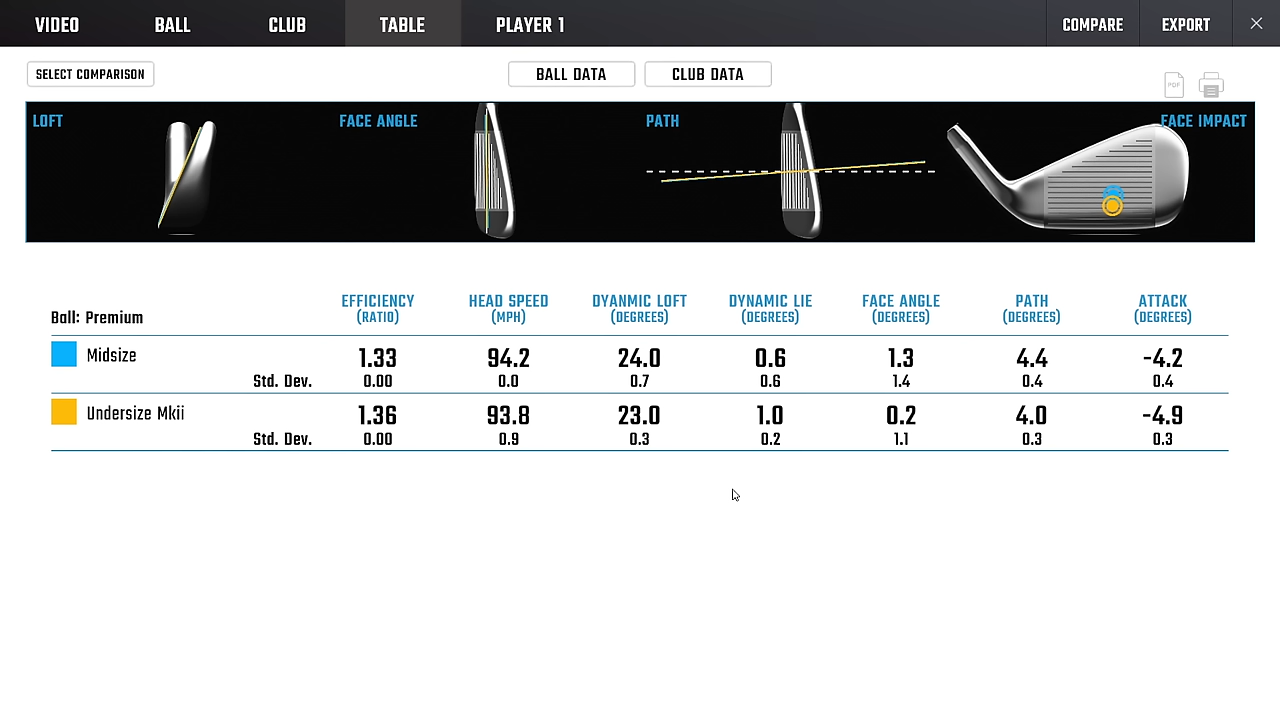 VIDEO BALL CLUB TABLE PLAYER 1 COMPARE EXPORT
SELECT COMPARISON BALL DATA CLUB DATA
PDF
LOFT FACE ANGLE PATH FACE IMPACT
EFFICIENCY HEAD SPEED DYANMIC LOFT DYNAMIC LIE FACE ANGLE PATH ATTACK
Ball: Premium (RATIO) (MPH) (DEGREES) (DEGREES) (DEGREES) (DEGREES) (DEGREES)
Midsize 1.33 94.2 24.0 0.6 1.3 4.4 -4.2
Std. Dev. 0.00 0.0 0.7 0.6 1.4 0.4 0.4
Undersize Mkii 1.36 93.8 23.0 1.0 0.2 4.0 -4.9
Std. Dev. 0.00 0.9 0.3 0.2 1.1 0.3 0.3